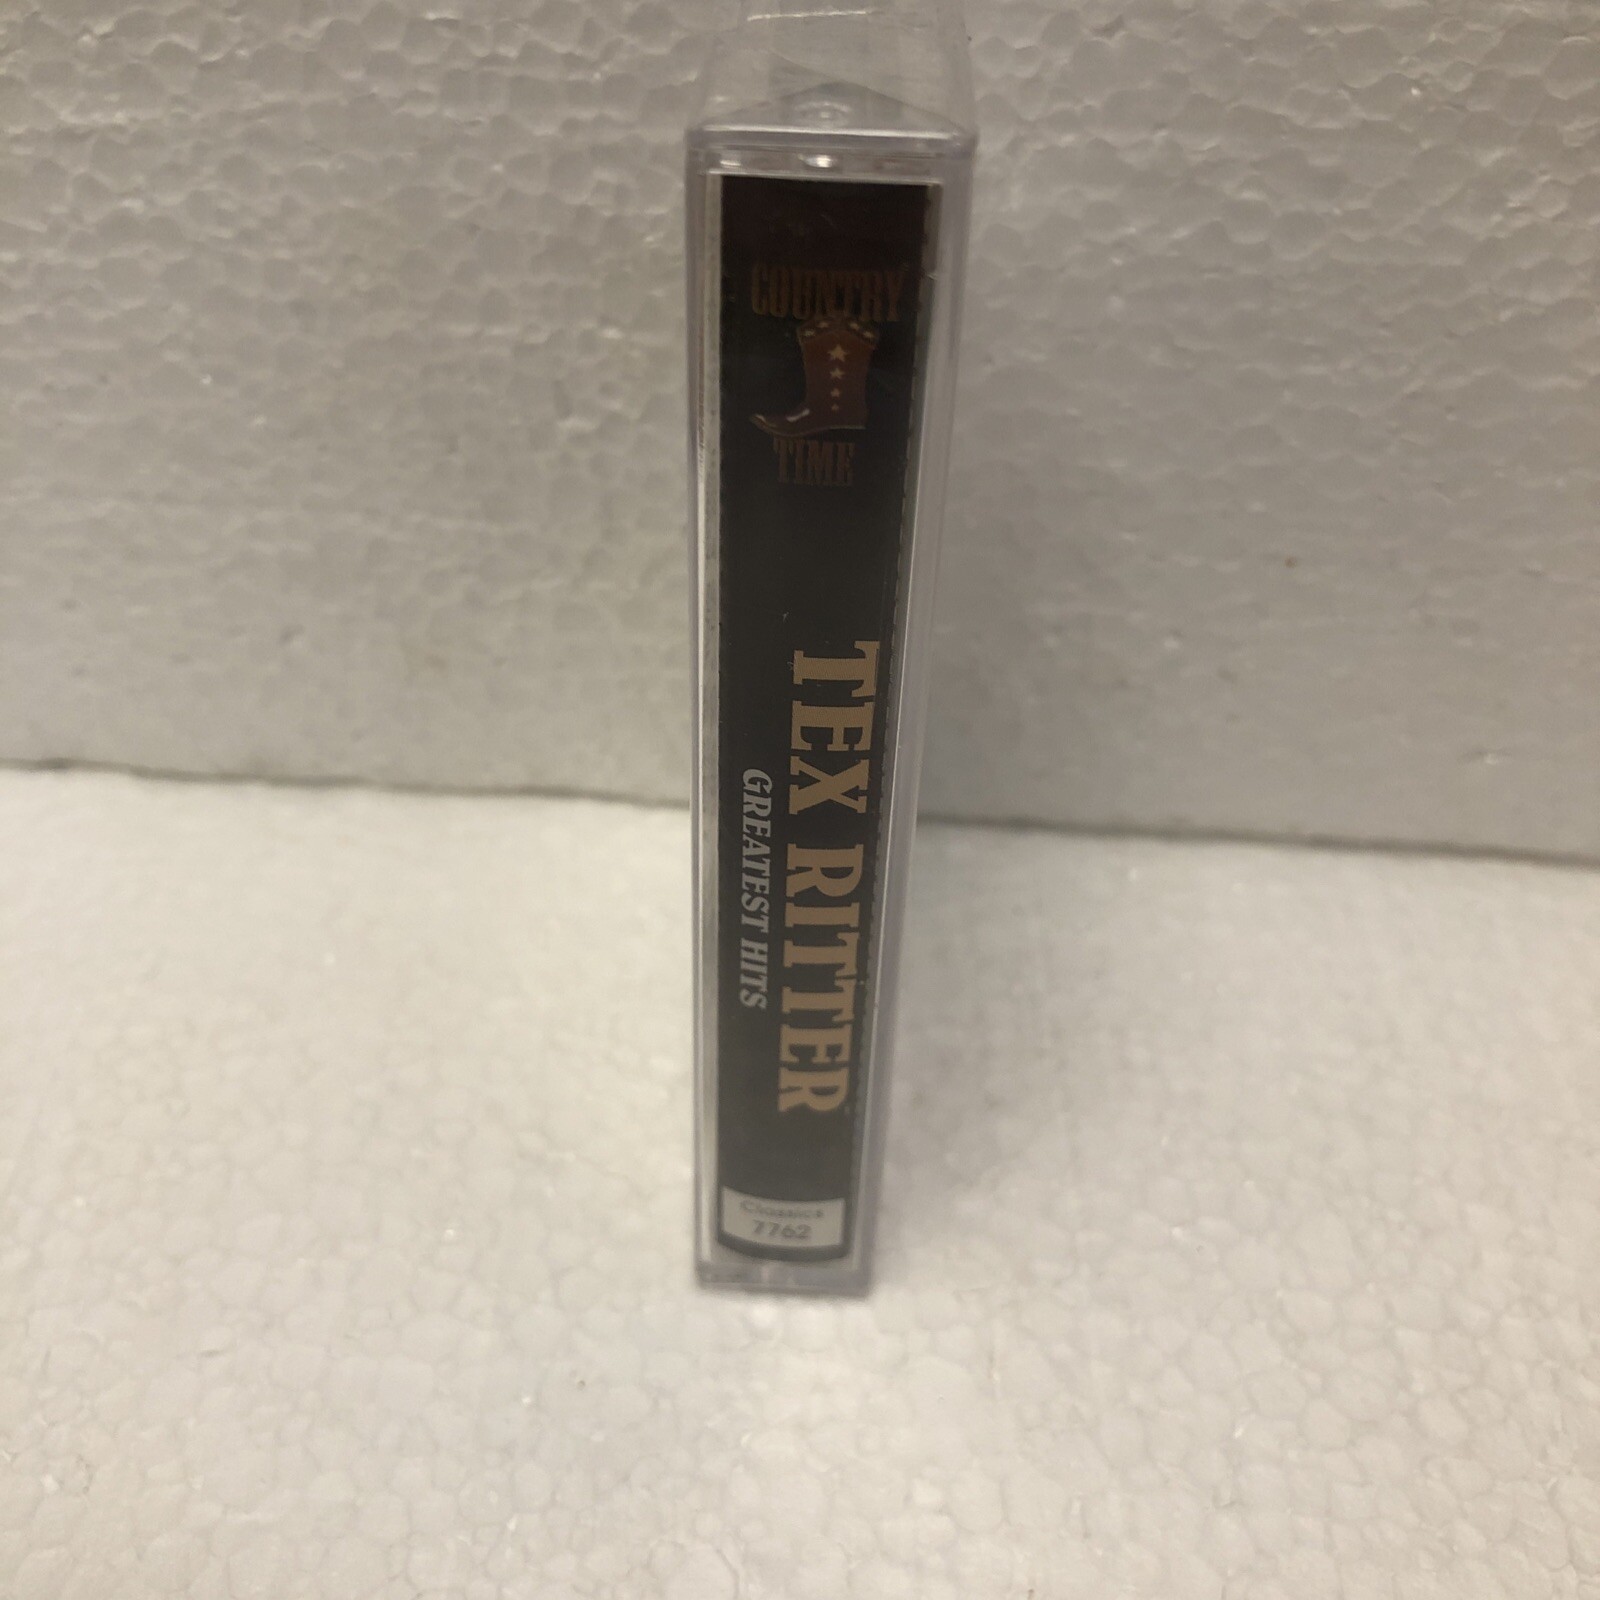 COUNTRY
TIME
TEX RITTER
GREATEST HITS
Classics
7762